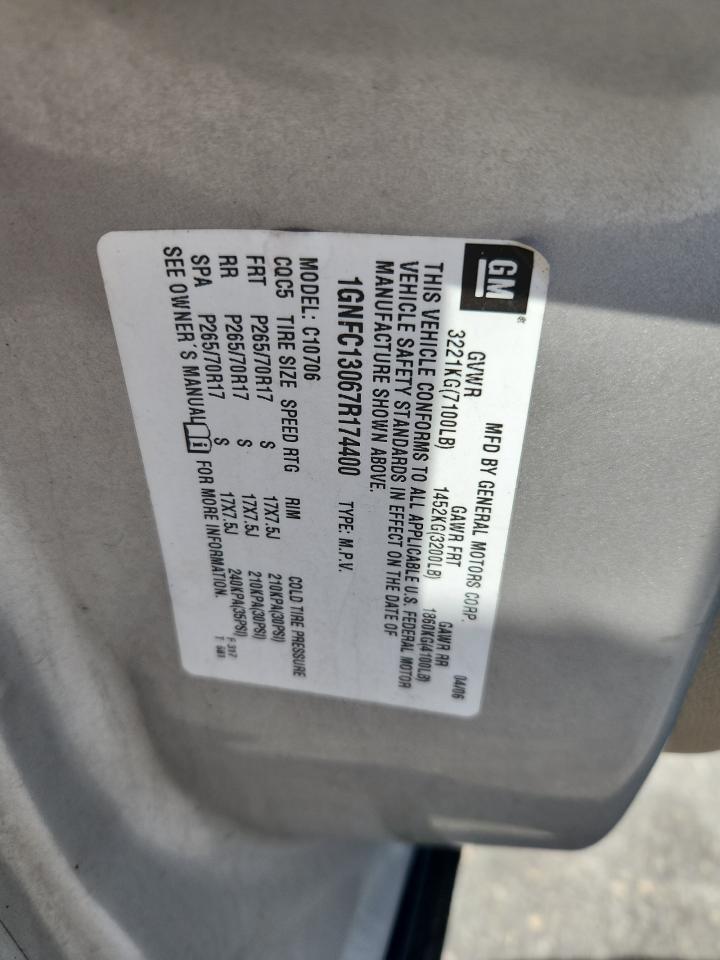 GM®
MFD BY GENERAL MOTORS CORP. 04/06
GVWR GAWR FRT GAWR RR
3221KG(7100LB) 1452KG(3200LB) 1860KG(4100LB)
THIS VEHICLE CONFORMS TO ALL APPLICABLE U.S. FEDERAL MOTOR
VEHICLE SAFETY STANDARDS IN EFFECT ON THE DATE OF
MANUFACTURE SHOWN ABOVE.
1GNFC13067R174400 TYPE: M.P.V.
MODEL: C10706
CQC5 TIRE SIZE SPEED RTG RIM COLD TIRE PRESSURE
FRT P265/70R17 S 17X7.5J 210KPA(30PSI)
RR P265/70R17 S 17X7.5J 210KPA(30PSI)
SPA P265/70R17 S 17X7.5J 240KPA(35PSI)
SEE OWNER'S MANUAL i FOR MORE INFORMATION.
F-317
T